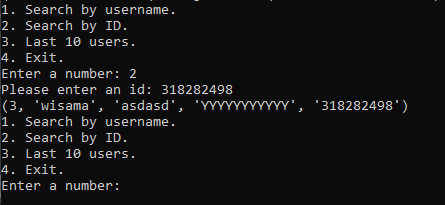 1. Search by username.
2. Search by ID.
3. Last 10 users.
4. Exit.
Enter a number: 2
Please enter an id: 318282498
(3, 'wisama', 'asdasd', 'YYYYYYYYYYY', '318282498')
1. Search by username.
2. Search by ID.
3. Last 10 users.
4. Exit.
Enter a number: